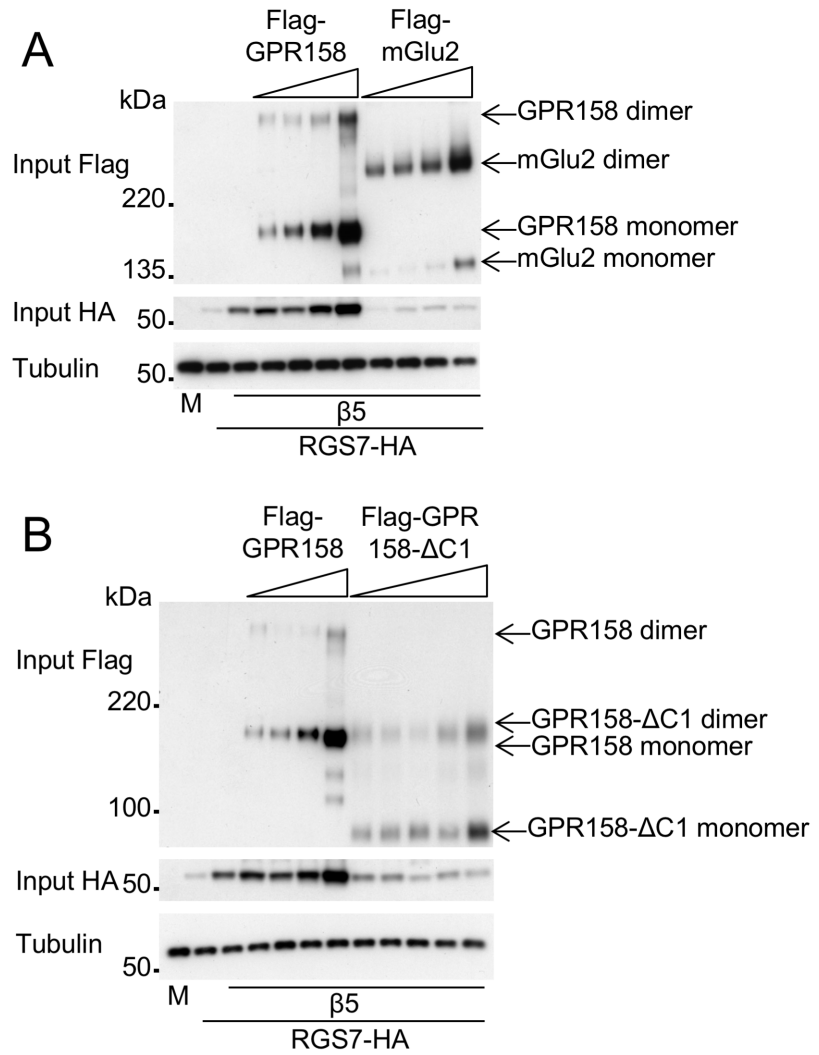 A
Flag-
GPR158
Flag-
mGlu2
kDa
GPR158 dimer
Input Flag
mGlu2 dimer
220
GPR158 monomer
mGlu2 monomer
135
Input HA
50
Tubulin
50
M
β5
RGS7-HA
B
Flag-
GPR158
Flag-GPR
158-ΔC1
kDa
GPR158 dimer
Input Flag
220
GPR158-ΔC1 dimer
GPR158 monomer
100
GPR158-ΔC1 monomer
Input HA
50
Tubulin
50
M
β5
RGS7-HA